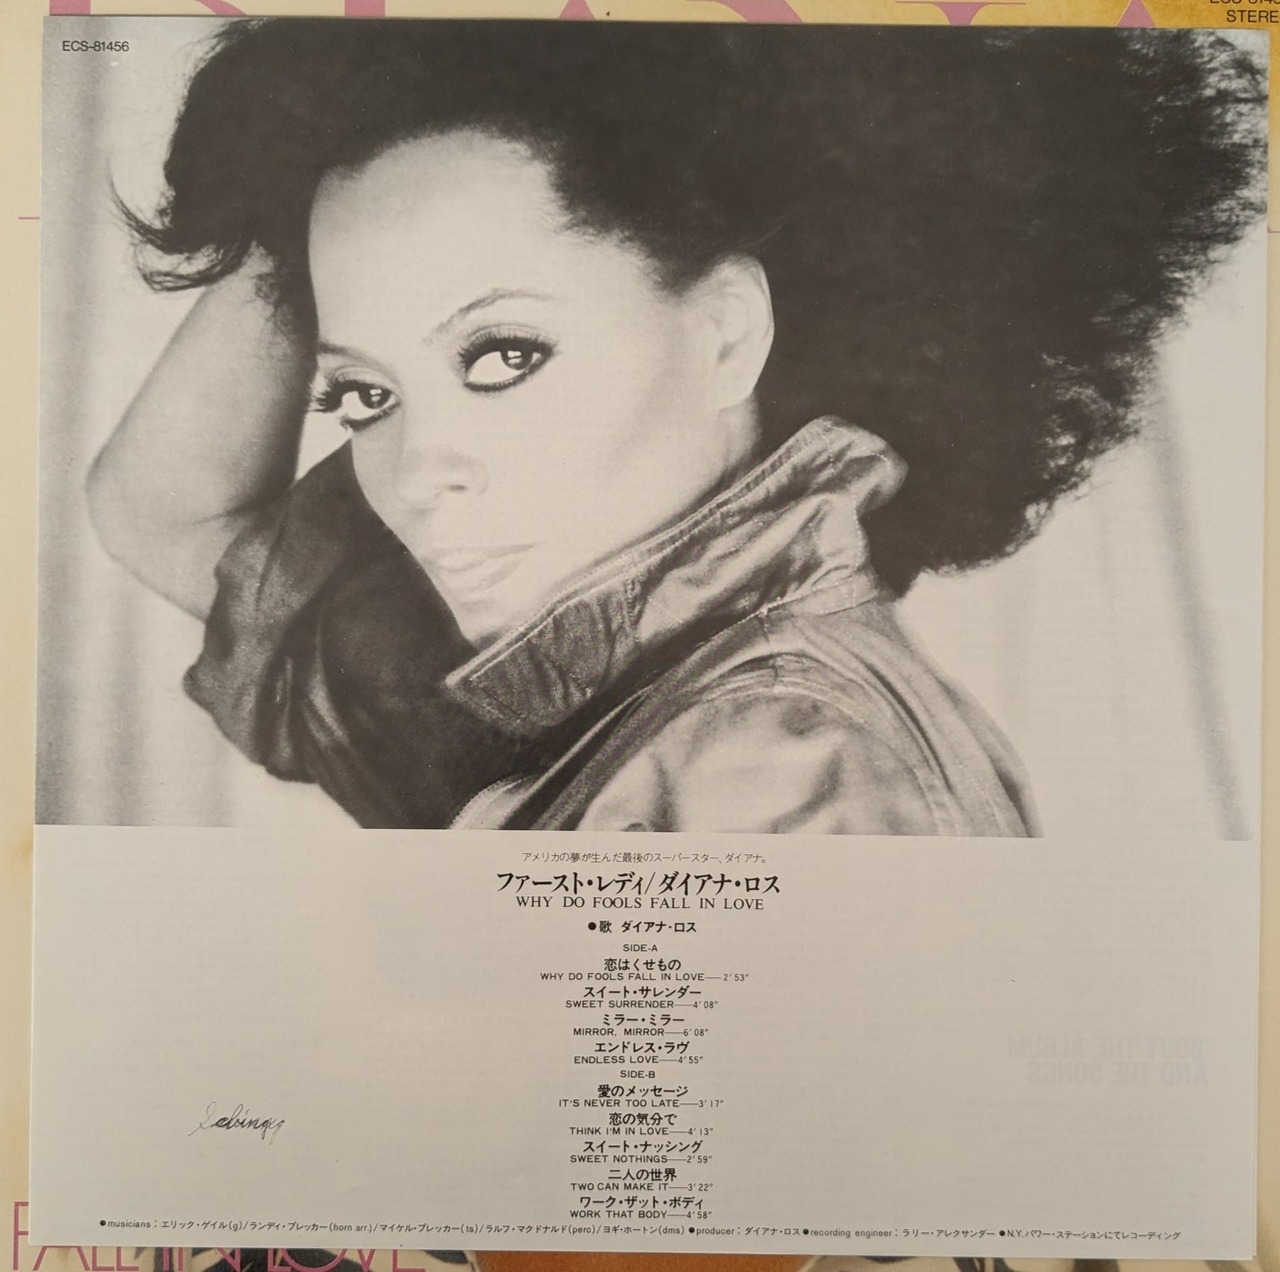 STERE
ECS-81456
アメリカの夢が生んだ最後のスーパースター、ダイアナ。
ファースト・レディ/ダイアナ・ロス
WHY DO FOOLS FALL IN LOVE
●歌 ダイアナ・ロス
SIDE-A
恋はくせもの
WHY DO FOOLS FALL IN LOVE——2′53″
スイート・サレンダー
SWEET SURRENDER——4′08″
ミラー・ミラー
MIRROR, MIRROR——6′08″
エンドレス・ラヴ
ENDLESS LOVE——4′55″
SIDE-B
愛のメッセージ
IT'S NEVER TOO LATE——3′17″
恋の気分で
THINK I'M IN LOVE——4′13″
スイート・ナッシング
SWEET NOTHINGS——2′59″
二人の世界
TWO CAN MAKE IT——3′22″
ワーク・ザット・ボディ
WORK THAT BODY——4′58″
●musicians：エリック・ゲイル(g)/ランディ・ブレッカー(horn arr.)/マイケル・ブレッカー(ts)/ラルフ・マクドナルド(perc)/ヨギ・ホートン(dms) ●producer：ダイアナ・ロス ●recording engineer：ラリー・アレクサンダー ●N.Y.パワー・ステーションにてレコーディング
FALL IN LOVE